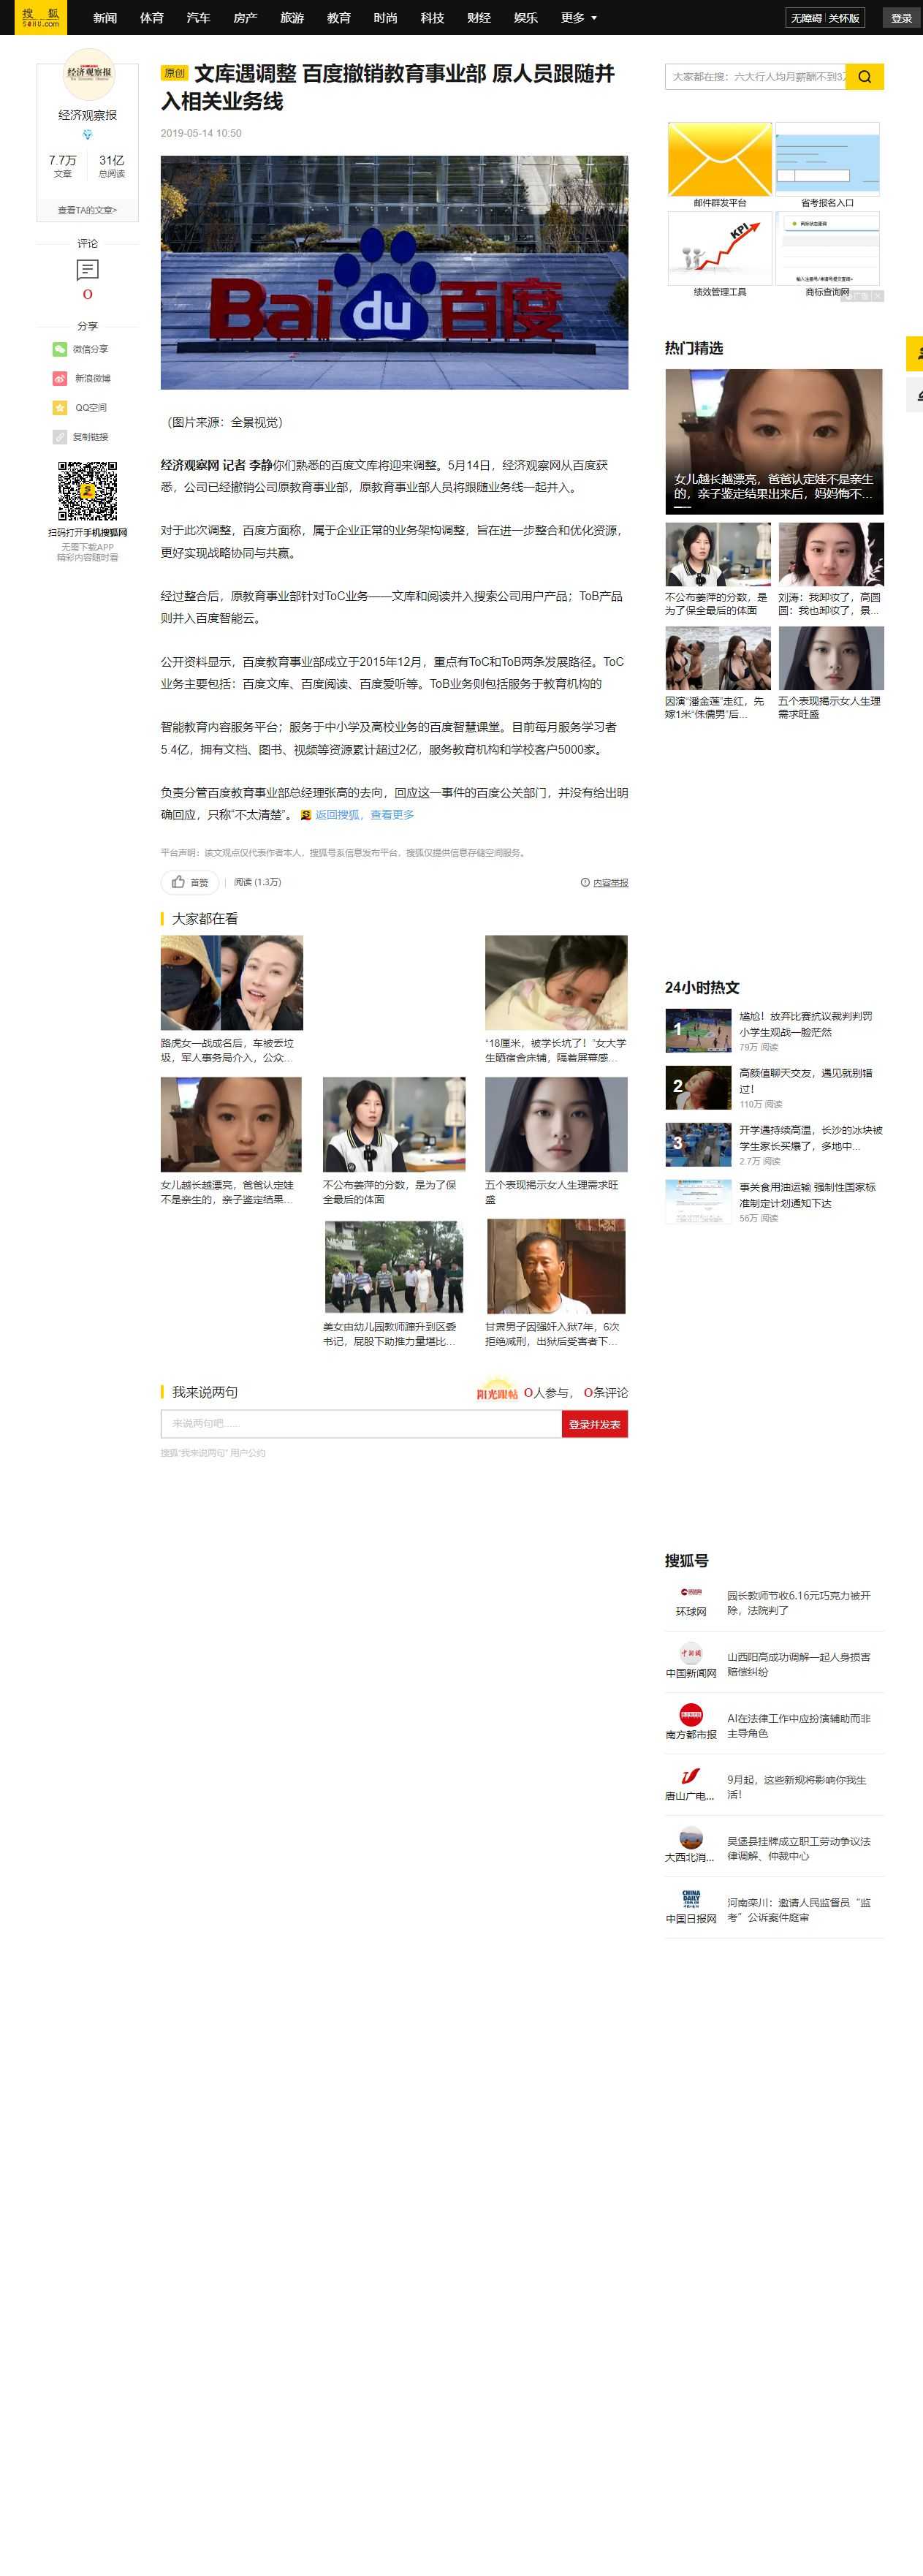 搜 狐
SOHU.com
新闻
体育
汽车
房产
旅游
教育
时尚
科技
财经
娱乐
更多
无障碍
关怀版
登录
经济观察报
经济观察报
7.7万
文章
31亿
总阅读
查看TA的文章>
评论
0
分享
微信分享
新浪微博
QQ空间
复制链接
扫码打开手机搜狐网
无需下载APP
精彩内容随时看
原创 文库遇调整 百度撤销教育事业部 原人员跟随并
入相关业务线
2019-05-14 10:50
Baidu百度
（图片来源：全景视觉）
经济观察网 记者 李静你们熟悉的百度文库将迎来调整。5月14日，经济观察网从百度获
悉，公司已经撤销公司原教育事业部，原教育事业部人员将跟随业务线一起并入。
对于此次调整，百度方面称，属于企业正常的业务架构调整，旨在进一步整合和优化资源，
更好实现战略协同与共赢。
经过整合后，原教育事业部针对ToC业务——文库和阅读并入搜索公司用户产品；ToB产品
则并入百度智能云。
公开资料显示，百度教育事业部成立于2015年12月，重点有ToC和ToB两条发展路径。ToC
业务主要包括：百度文库、百度阅读、百度爱听等。ToB业务则包括服务于教育机构的
智能教育内容服务平台；服务于中小学及高校业务的百度智慧课堂。目前每月服务学习者
5.4亿，拥有文档、图书、视频等资源累计超过2亿，服务教育机构和学校客户5000家。
负责分管百度教育事业部总经理张高的去向，回应这一事件的百度公关部门，并没有给出明
确回应，只称“不太清楚”。 返回搜狐，查看更多
平台声明：该文观点仅代表作者本人，搜狐号系信息发布平台，搜狐仅提供信息存储空间服务。
首赞
阅读 (1.3万)
内容举报
大家都在看
路虎女一战成名后，车被丢垃
圾，军人事务局介入，公众...
“18厘米，被学长坑了！”女大学
生晒宿舍床铺，隔着屏幕感...
女儿越长越漂亮，爸爸认定娃
不是亲生的，亲子鉴定结果...
不公布姜萍的分数，是为了保
全最后的体面
五个表现揭示女人生理需求旺
盛
美女由幼儿园教师蹿升到区委
书记，屁股下助推力量堪比...
甘肃男子因强奸入狱7年，6次
拒绝减刑，出狱后受害者下...
我来说两句
阳光跟帖
0人参与， 0条评论
来说两句吧......
登录并发表
搜狐“我来说两句” 用户公约
大家都在搜：六大行人均月薪酬不到3万
邮件群发平台
省考报名入口
KPI
绩效管理工具
商标查询网
热门精选
女儿越长越漂亮，爸爸认定娃不是亲生
的，亲子鉴定结果出来后，妈妈悔不...
不公布姜萍的分数，是
为了保全最后的体面
刘涛：我卸妆了，高圆
圆：我也卸妆了，景...
因演“潘金莲”走红，先
嫁1米“侏儒男”后...
五个表现揭示女人生理
需求旺盛
24小时热文
1
尴尬！放弃比赛抗议裁判判罚
小学生观战一脸茫然
79万 阅读
2
高颜值聊天交友，遇见就别错
过！
110万 阅读
3
开学遇持续高温，长沙的冰块被
学生家长买爆了，多地中...
2.7万 阅读
事关食用油运输 强制性国家标
准制定计划通知下达
56万 阅读
搜狐号
环球网
园长教师节收6.16元巧克力被开
除，法院判了
中国新闻网
山西阳高成功调解一起人身损害
赔偿纠纷
南方都市报
AI在法律工作中应扮演辅助而非
主导角色
唐山广电...
9月起，这些新规将影响你我生
活！
大西北消...
吴堡县挂牌成立职工劳动争议法
律调解、仲裁中心
CHINA
DAILY
中国日报网
河南栾川：邀请人民监督员“监
考”公诉案件庭审